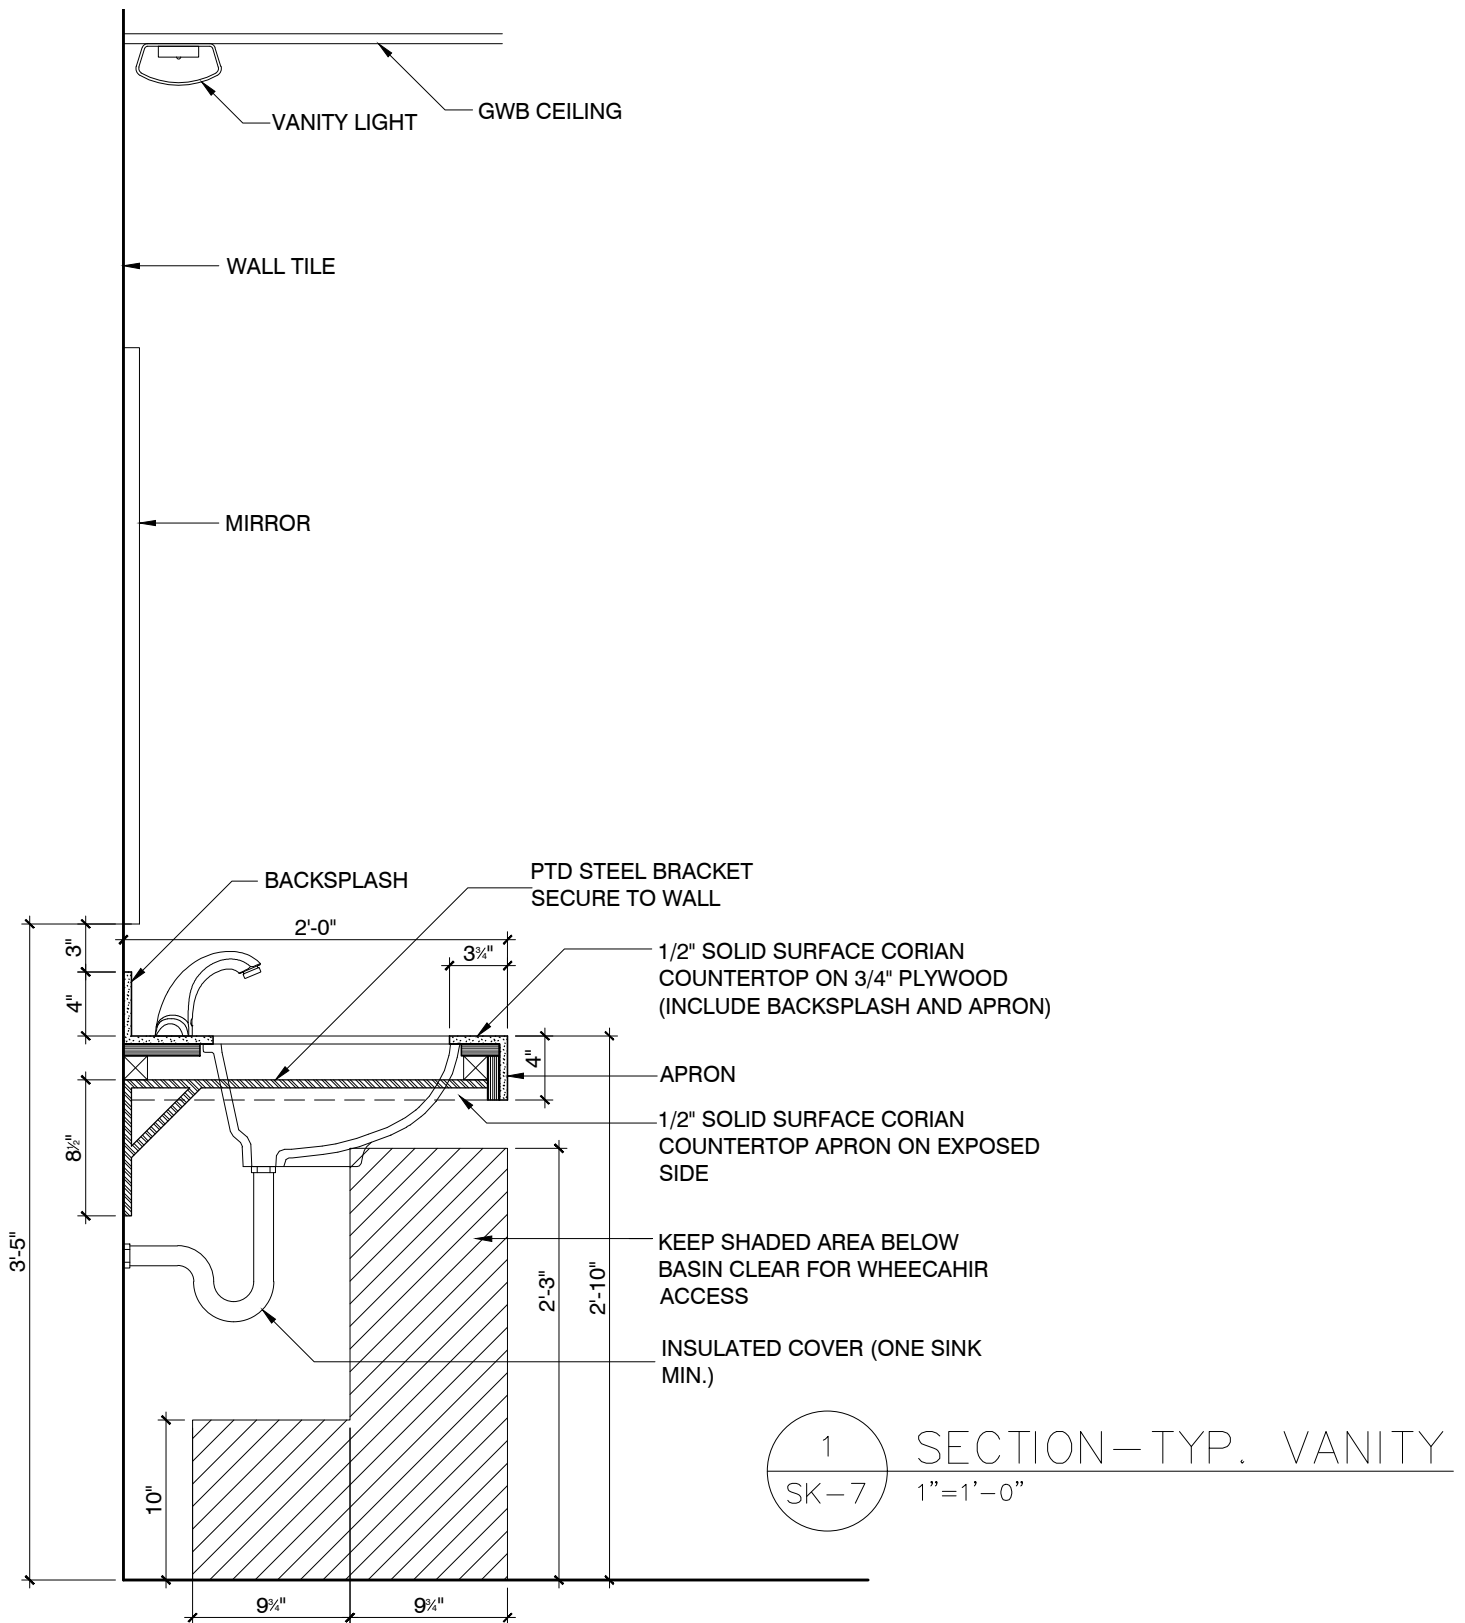 GWB CEILING
VANITY LIGHT
WALL TILE
MIRROR
BACKSPLASH
PTD STEEL BRACKET
SECURE TO WALL
2'-0"
3¾"
3"
4"
1/2" SOLID SURFACE CORIAN
COUNTERTOP ON 3/4" PLYWOOD
(INCLUDE BACKSPLASH AND APRON)
4"
APRON
1/2" SOLID SURFACE CORIAN
COUNTERTOP APRON ON EXPOSED
SIDE
8½"
3'-5"
KEEP SHADED AREA BELOW
BASIN CLEAR FOR WHEECAHIR
ACCESS
2'-3"
2'-10"
INSULATED COVER (ONE SINK
MIN.)
10"
9¾"
9¾"
1
SK-7
SECTION-TYP. VANITY
1"=1'-0"